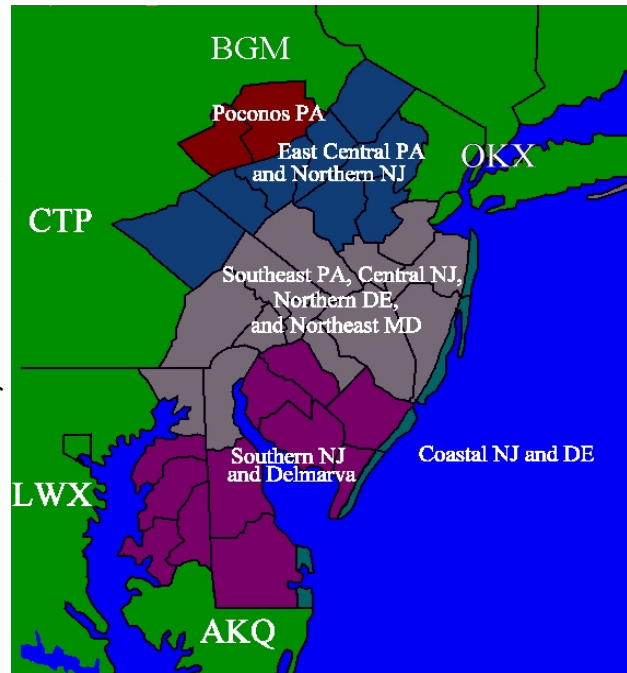 BGM
Poconos PA
East Central PA
and Northern NJ
OKX
CTP
Southeast PA, Central NJ,
Northern DE,
and Northeast MD
Southern NJ
and Delmarva
Coastal NJ and DE
LWX
AKQ